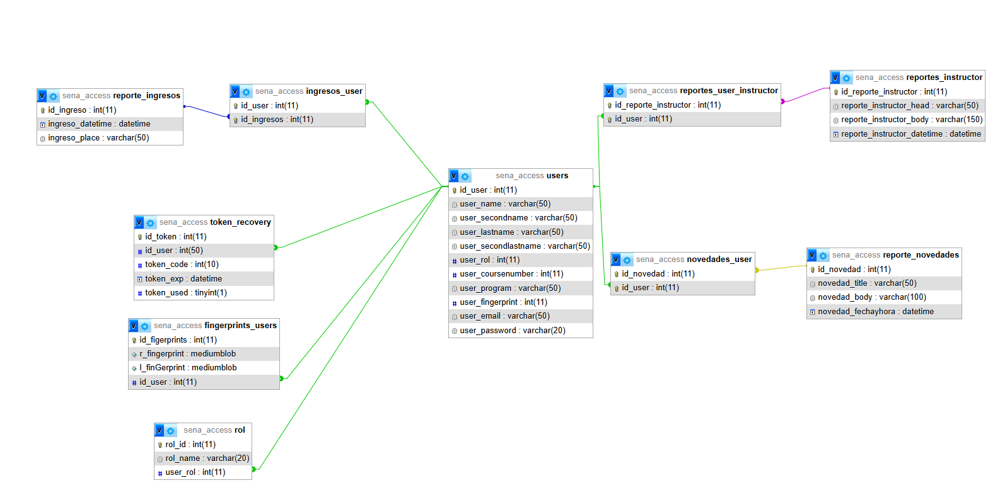 sena_access reporte_ingresos
id_ingreso : int(11)
ingreso_datetime : datetime
ingreso_place : varchar(50)
sena_access ingresos_user
id_user : int(11)
id_ingresos : int(11)
sena_access reportes_user_instructor
id_reporte_instructor : int(11)
id_user : int(11)
sena_access reportes_instructor
id_reporte_instructor : int(11)
reporte_instructor_head : varchar(50)
reporte_instructor_body : varchar(150)
reporte_instructor_datetime : datetime
sena_access users
id_user : int(11)
user_name : varchar(50)
user_secondname : varchar(50)
user_lastname : varchar(50)
user_secondlastname : varchar(50)
user_rol : int(11)
user_coursenumber : int(11)
user_program : varchar(50)
user_fingerprint : int(11)
user_email : varchar(50)
user_password : varchar(20)
sena_access token_recovery
id_token : int(11)
id_user : int(50)
token_code : int(10)
token_exp : datetime
token_used : tinyint(1)
sena_access novedades_user
id_novedad : int(11)
id_user : int(11)
sena_access reporte_novedades
id_novedad : int(11)
novedad_title : varchar(50)
novedad_body : varchar(100)
novedad_fechayhora : datetime
sena_access fingerprints_users
id_figerprints : int(11)
r_fingerprint : mediumblob
l_finGerprint : mediumblob
id_user : int(11)
sena_access rol
rol_id : int(11)
rol_name : varchar(20)
user_rol : int(11)